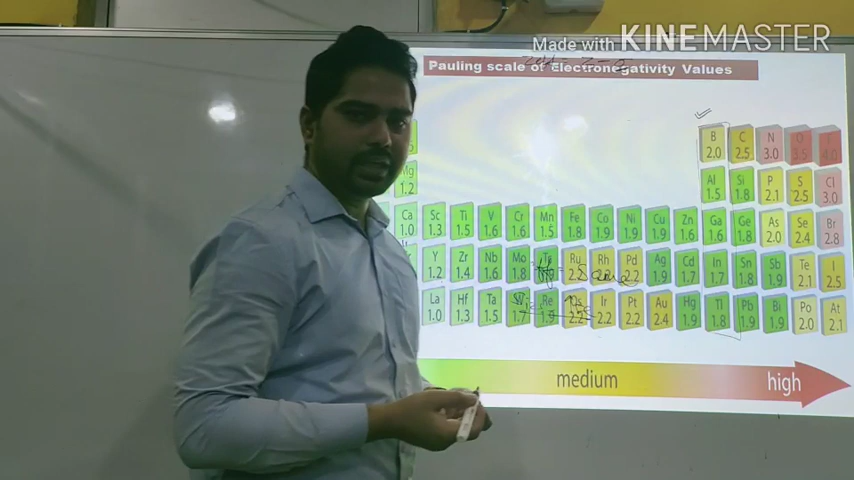 Made with KINEMASTER
Pauling scale of Electronegativity Values
B C N O
2.0 2.5 3.0 3.5 4.0
Mg Al Si P S Cl
1.2 1.5 1.8 2.1 2.5 3.0
Ca Sc Ti V Cr Mn Fe Co Ni Cu Zn Ga Ge As Se Br
1.0 1.3 1.5 1.6 1.6 1.5 1.8 1.9 1.9 1.9 1.6 1.6 1.8 2.0 2.4 2.8
Y Zr Nb Mo Ru Rh Pd Ag Cd In Sn Sb Te I
1.2 1.4 1.6 1.8 2.2 2.2 1.9 1.7 1.7 1.8 1.9 2.1 2.5
La Hf Ta W Re Os Ir Pt Au Hg Tl Pb Bi Po At
1.0 1.3 1.5 1.7 1.9 2.2 2.2 2.2 2.4 1.9 1.8 1.9 1.9 2.0 2.1
medium high